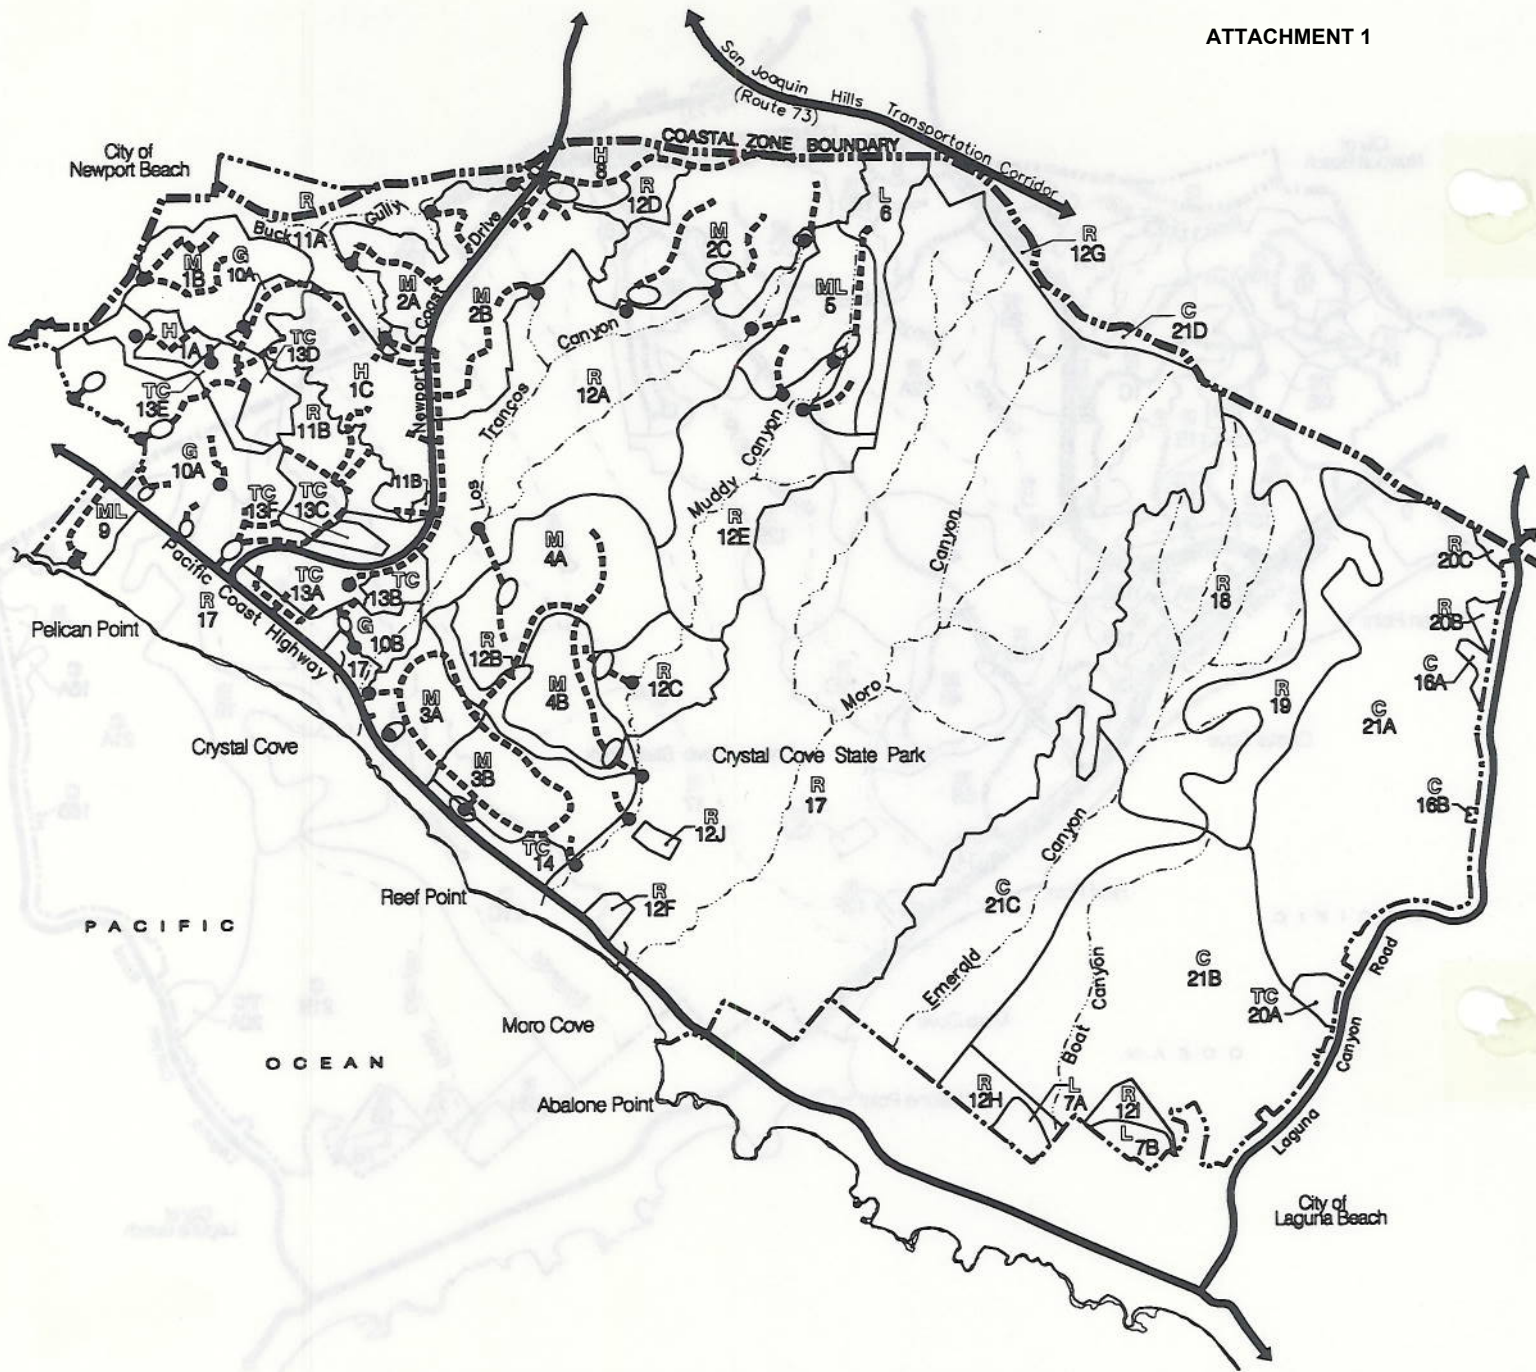 ATTACHMENT 1
San Joaquin Hills Transportation Corridor
(Route 73)
COASTAL ZONE BOUNDARY
City of
Newport Beach
H
8
R
12D
L
6
R
Buck Gully
11A
M
2C
R
12G
M
1B
G
10A
M
2A
Newport Coast Drive
M
2B
ML
5
C
21D
H
1A
TC
13D
H
1C
Los Trancos Canyon
R
12A
TC
13E
R
11B
Muddy Canyon
G
10A
11B
TC
13F
TC
13C
ML
9
R
12E
M
4A
Moro Canyon
R
20C
Pacific Coast Highway
TC
13A
TC
13B
R
18
R
17
R
20B
Pelican Point
G
10B
17
R
12B
R
12C
C
16A
M
3A
M
4B
R
19
C
21A
Crystal Cove
M
3B
Crystal Cove State Park
R
17
C
16B
R
12J
TC
14
Reef Point
R
12F
C
21C
Emerald Canyon
PACIFIC
OCEAN
C
21B
Boat Canyon
TC
20A
Laguna Canyon Road
Moro Cove
Abalone Point
R
12H
L
7A
R
12I
L
7B
City of
Laguna Beach